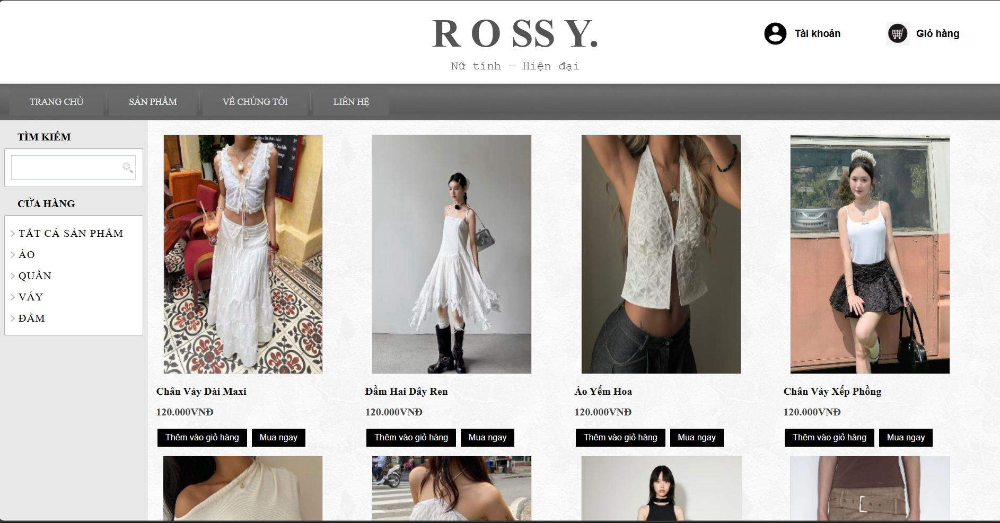 R O SS Y.
Nữ tính – Hiện đại
Tài khoản
Giỏ hàng
TRANG CHỦ
SẢN PHẨM
VỀ CHÚNG TÔI
LIÊN HỆ
TÌM KIẾM
CỬA HÀNG
TẤT CẢ SẢN PHẨM
ÁO
QUẦN
VÁY
ĐẦM
Chân Váy Dài Maxi
120.000VNĐ
Thêm vào giỏ hàng
Mua ngay
Đầm Hai Dây Ren
120.000VNĐ
Thêm vào giỏ hàng
Mua ngay
Áo Yếm Hoa
120.000VNĐ
Thêm vào giỏ hàng
Mua ngay
Chân Váy Xếp Phồng
120.000VNĐ
Thêm vào giỏ hàng
Mua ngay